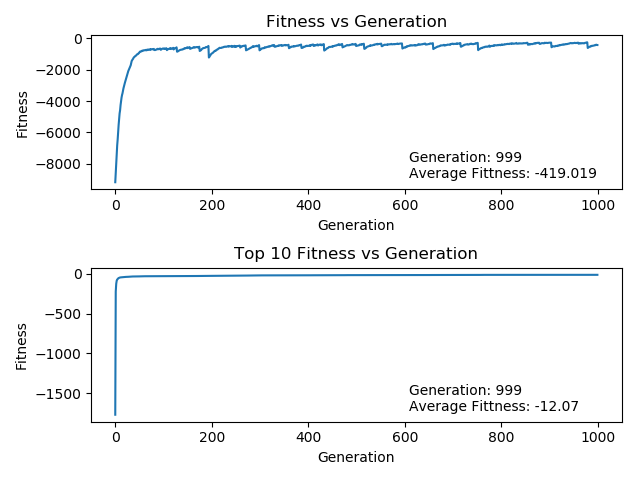 Fitness vs Generation
0
−2000
−4000
−6000
−8000
Fitness
Generation: 999
Average Fittness: -419.019
0 200 400 600 800 1000
Generation
Top 10 Fitness vs Generation
0
−500
−1000
−1500
Fitness
Generation: 999
Average Fittness: -12.07
0 200 400 600 800 1000
Generation